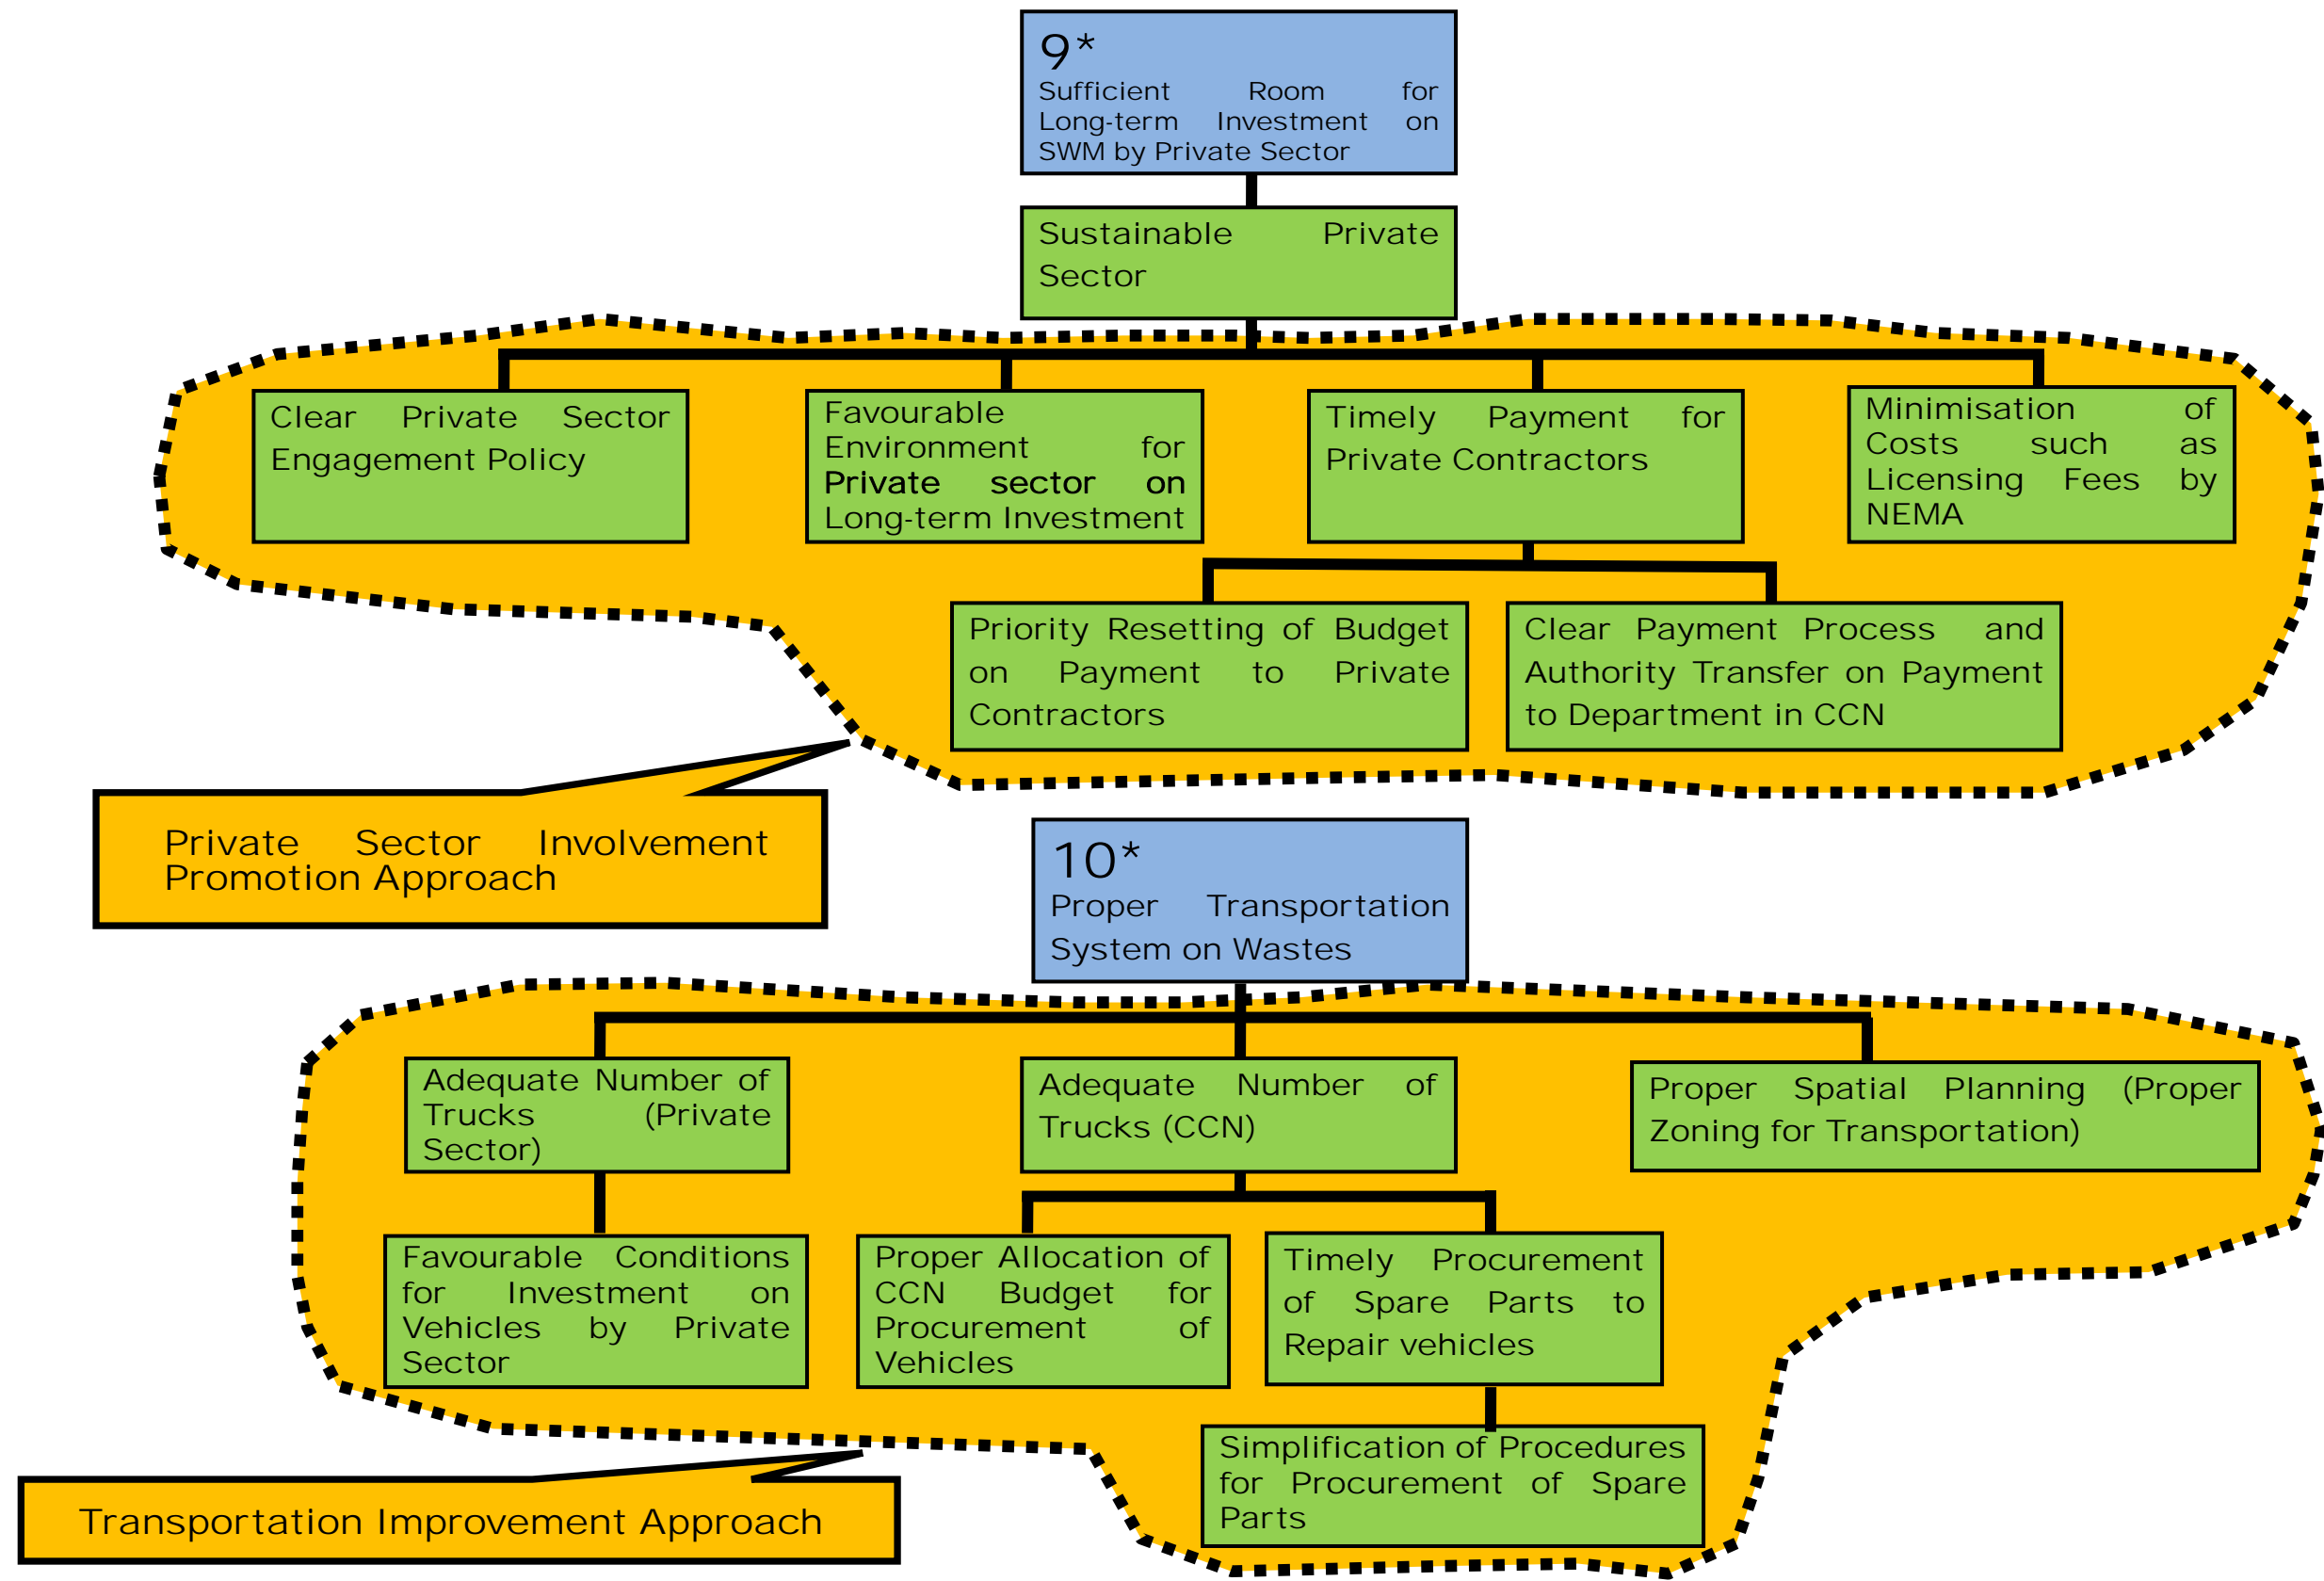 9*
Sufficient Room for
Long-term Investment on
SWM by Private Sector
Sustainable Private
Sector
Clear Private Sector
Engagement Policy
Favourable
Environment for
Private sector on
Long-term Investment
Timely Payment for
Private Contractors
Minimisation of
Costs such as
Licensing Fees by
NEMA
Priority Resetting of Budget
on Payment to Private
Contractors
Clear Payment Process and
Authority Transfer on Payment
to Department in CCN
Private Sector Involvement
Promotion Approach
10*
Proper Transportation
System on Wastes
Adequate Number of
Trucks (Private
Sector)
Adequate Number of
Trucks (CCN)
Proper Spatial Planning (Proper
Zoning for Transportation)
Favourable Conditions
for Investment on
Vehicles by Private
Sector
Proper Allocation of
CCN Budget for
Procurement of
Vehicles
Timely Procurement
of Spare Parts to
Repair vehicles
Simplification of Procedures
for Procurement of Spare
Parts
Transportation Improvement Approach